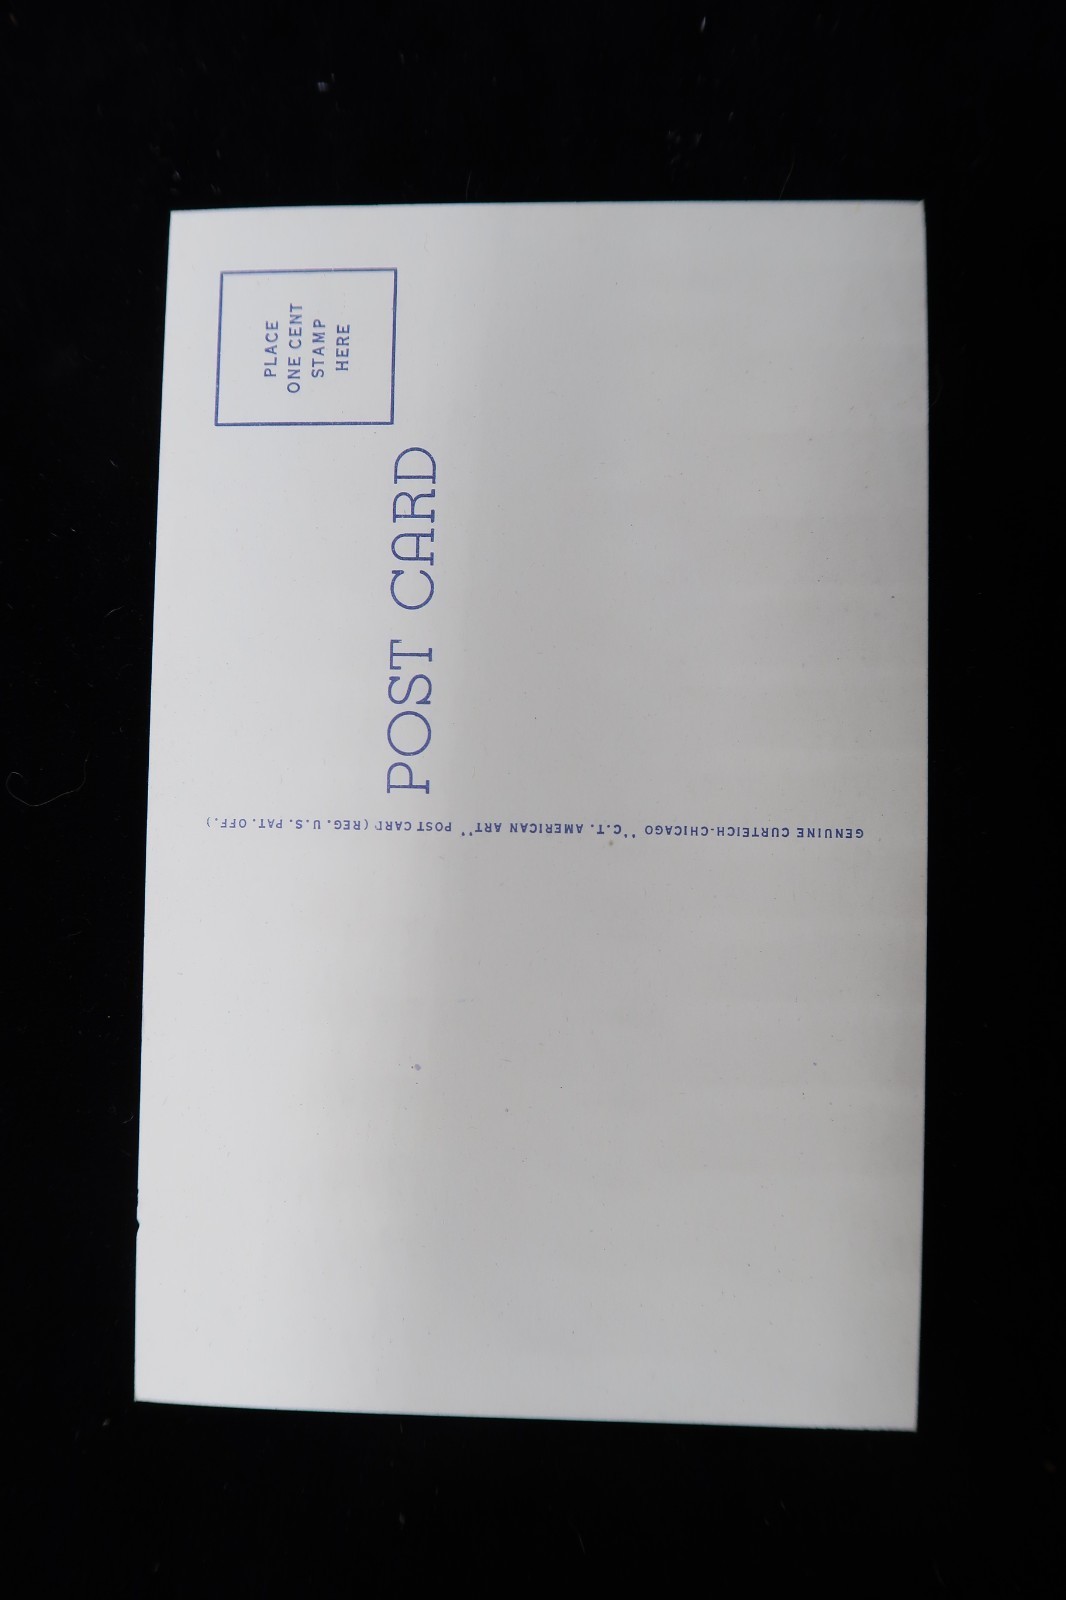 PLACE
ONE CENT
STAMP
HERE
POST CARD
GENUINE CURTEICH-CHICAGO "C.T. AMERICAN ART" POST CARD (REG. U.S. PAT. OFF.)